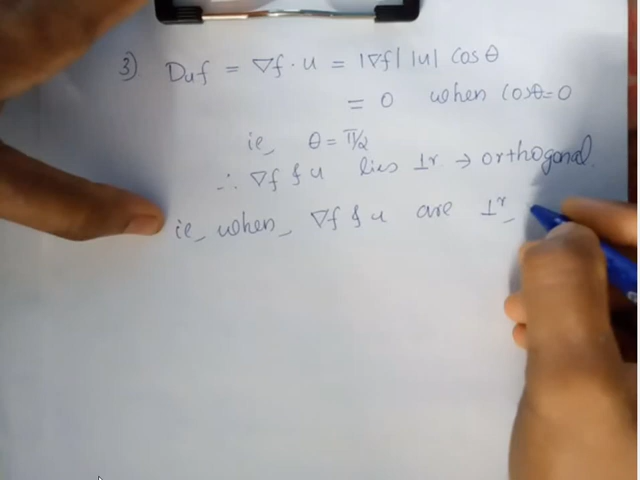 3) Duf = ∇f · u = |∇f| |u| cos θ
= 0 when cosθ=0
ie, θ = π/2
∴ ∇f & u lies ⊥r → orthogonal.
ie, when, ∇f & u are ⊥r